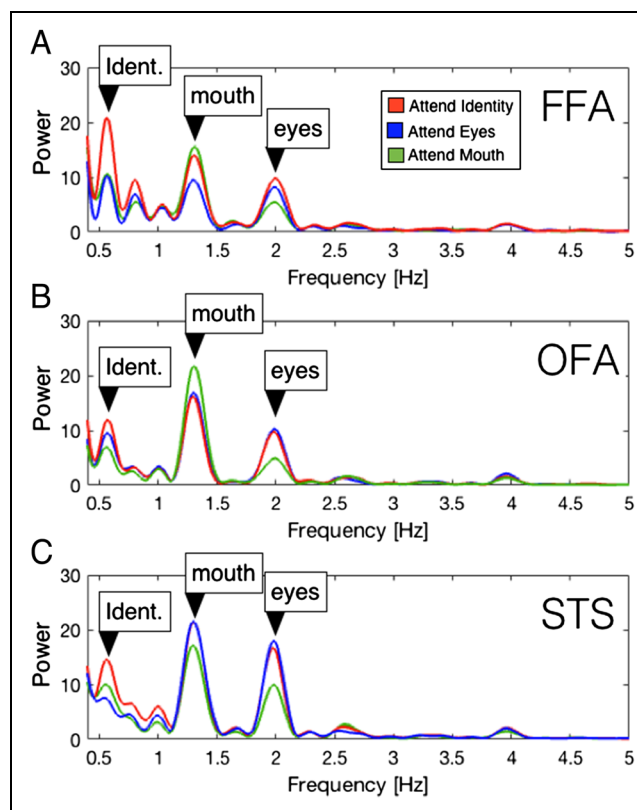 A
Ident.
mouth
eyes
Attend Identity
Attend Eyes
Attend Mouth
FFA
Power
30
20
10
0
0.5 1 1.5 2 2.5 3 3.5 4 4.5 5
Frequency [Hz]
B
mouth
Ident.
eyes
OFA
Power
30
20
10
0
0.5 1 1.5 2 2.5 3 3.5 4 4.5 5
Frequency [Hz]
C
mouth
Ident.
eyes
STS
Power
30
20
10
0
0.5 1 1.5 2 2.5 3 3.5 4 4.5 5
Frequency [Hz]